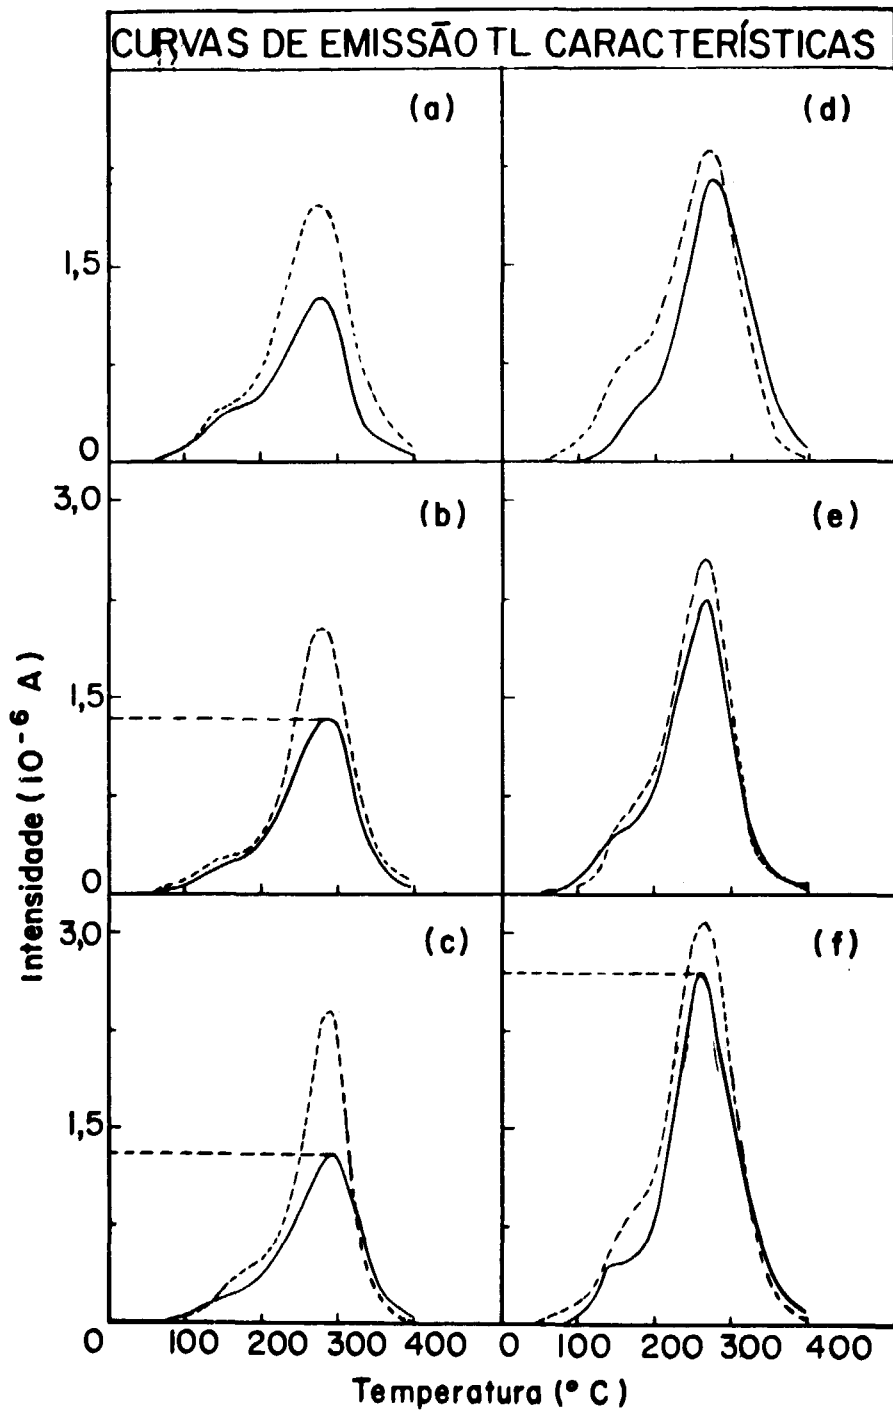 CURVAS DE EMISSÃO TL CARACTERÍSTICAS
(a)
(d)
1,5
0
3,0
(b)
(e)
1,5
0
3,0
(c)
(f)
1,5
0 100 200 300 400 0 100 200 300 400
Intensidade (10⁻⁶ A)
Temperatura (° C)